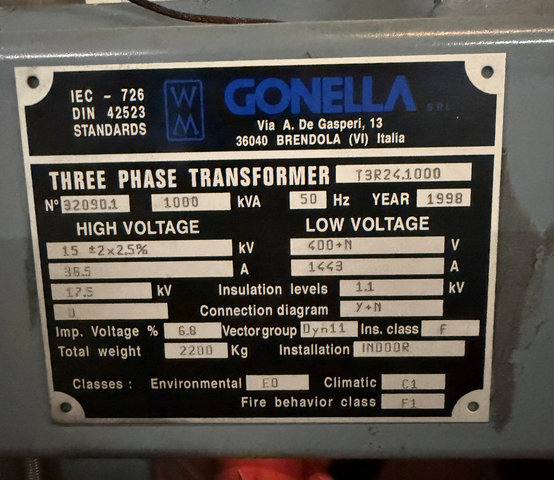 IEC - 726
DIN 42523
STANDARDS
WM
GONELLA S.R.L.
Via A. De Gasperi, 13
36040 BRENDOLA (VI) Italia
THREE PHASE TRANSFORMER T3R24.1000
N° 32090.1 1000 kVA 50 Hz YEAR 1998
HIGH VOLTAGE LOW VOLTAGE
15 ±2x2,5% kV 400+N V
38.5 A 1443 A
17.5 kV Insulation levels 1.1 kV
D Connection diagram Y+N
Imp. Voltage % 6.8 Vector group Dyn11 Ins. class F
Total weight 2200 Kg Installation INDOOR
Classes : Environmental E0 Climatic C1
Fire behavior class F1